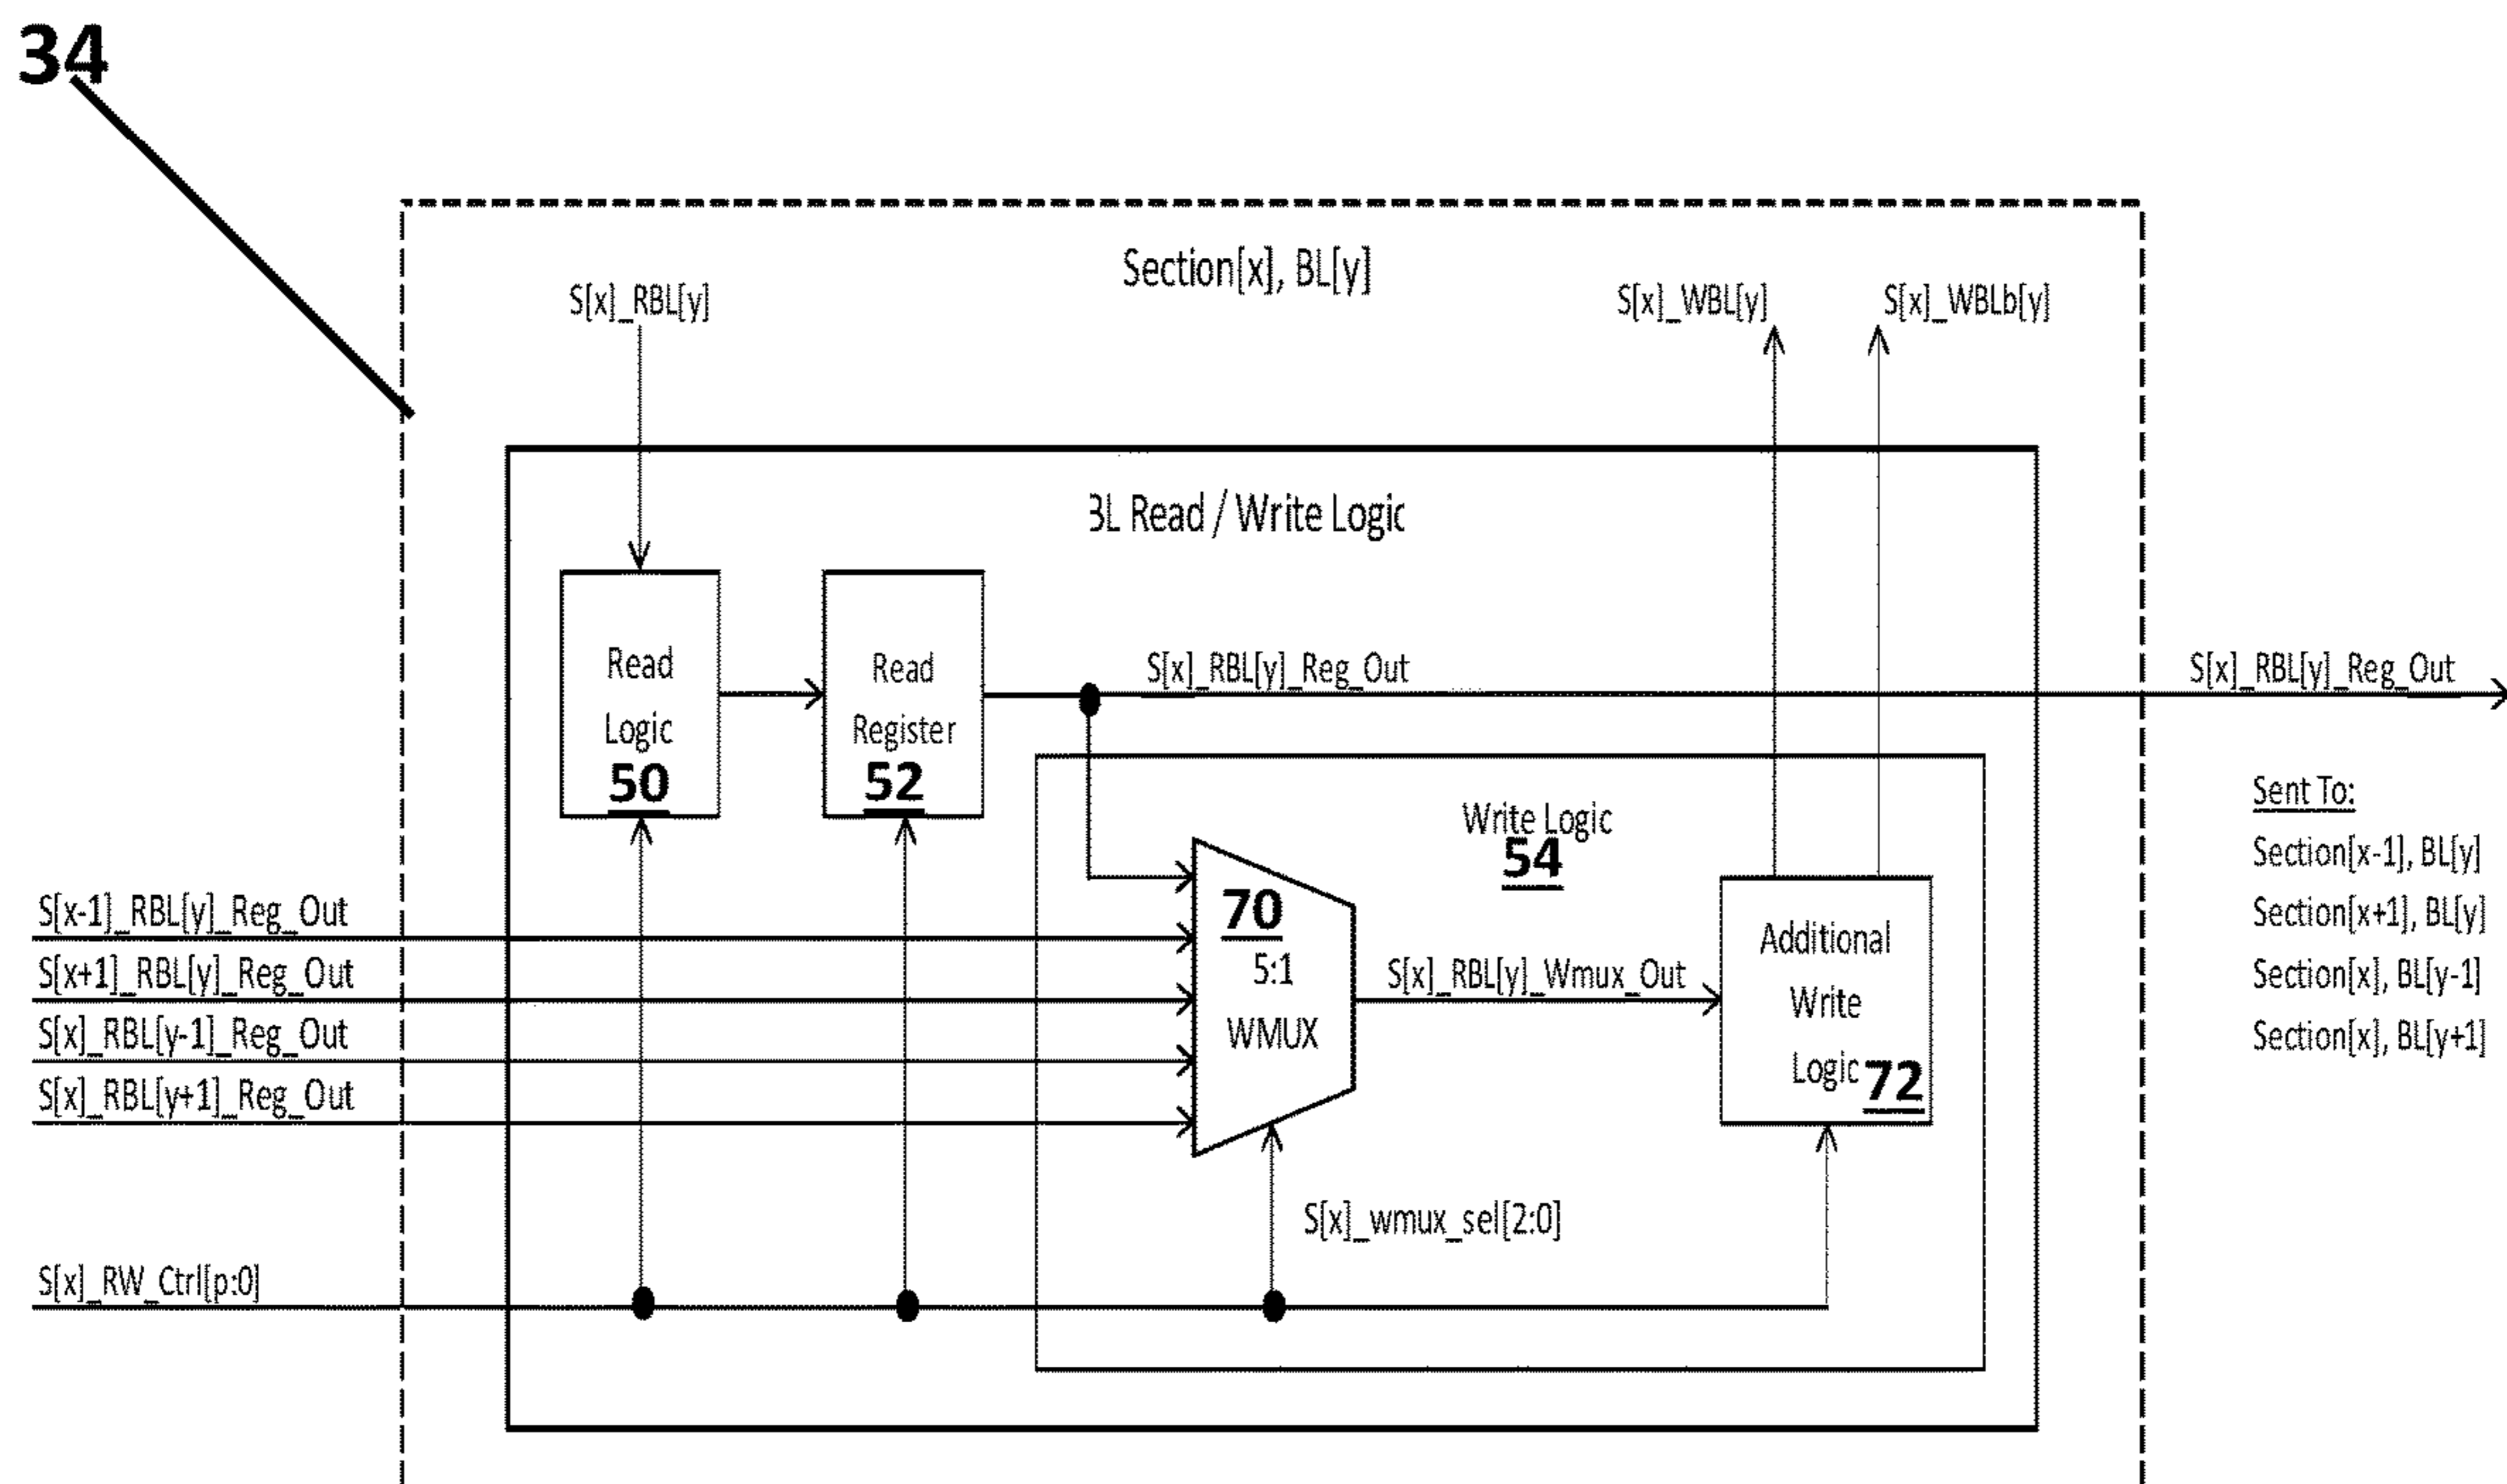 34
Section[x], BL[y]
S[x]_RBL[y]
S[x]_WBL[y]
S[x]_WBLb[y]
BL Read / Write Logic
Read
Logic
50
Read
Register
52
S[x]_RBL[y]_Reg_Out
S[x]_RBL[y]_Reg_Out
Sent To:
Section[x-1], BL[y]
Section[x+1], BL[y]
Section[x], BL[y-1]
Section[x], BL[y+1]
Write Logic
54
S[x-1]_RBL[y]_Reg_Out
S[x+1]_RBL[y]_Reg_Out
S[x]_RBL[y-1]_Reg_Out
S[x]_RBL[y+1]_Reg_Out
70
5:1
WMUX
S[x]_RBL[y]_Wmux_Out
Additional
Write
Logic
72
S[x]_wmux_sel[2:0]
S[x]_RW_Ctrl[p:0]